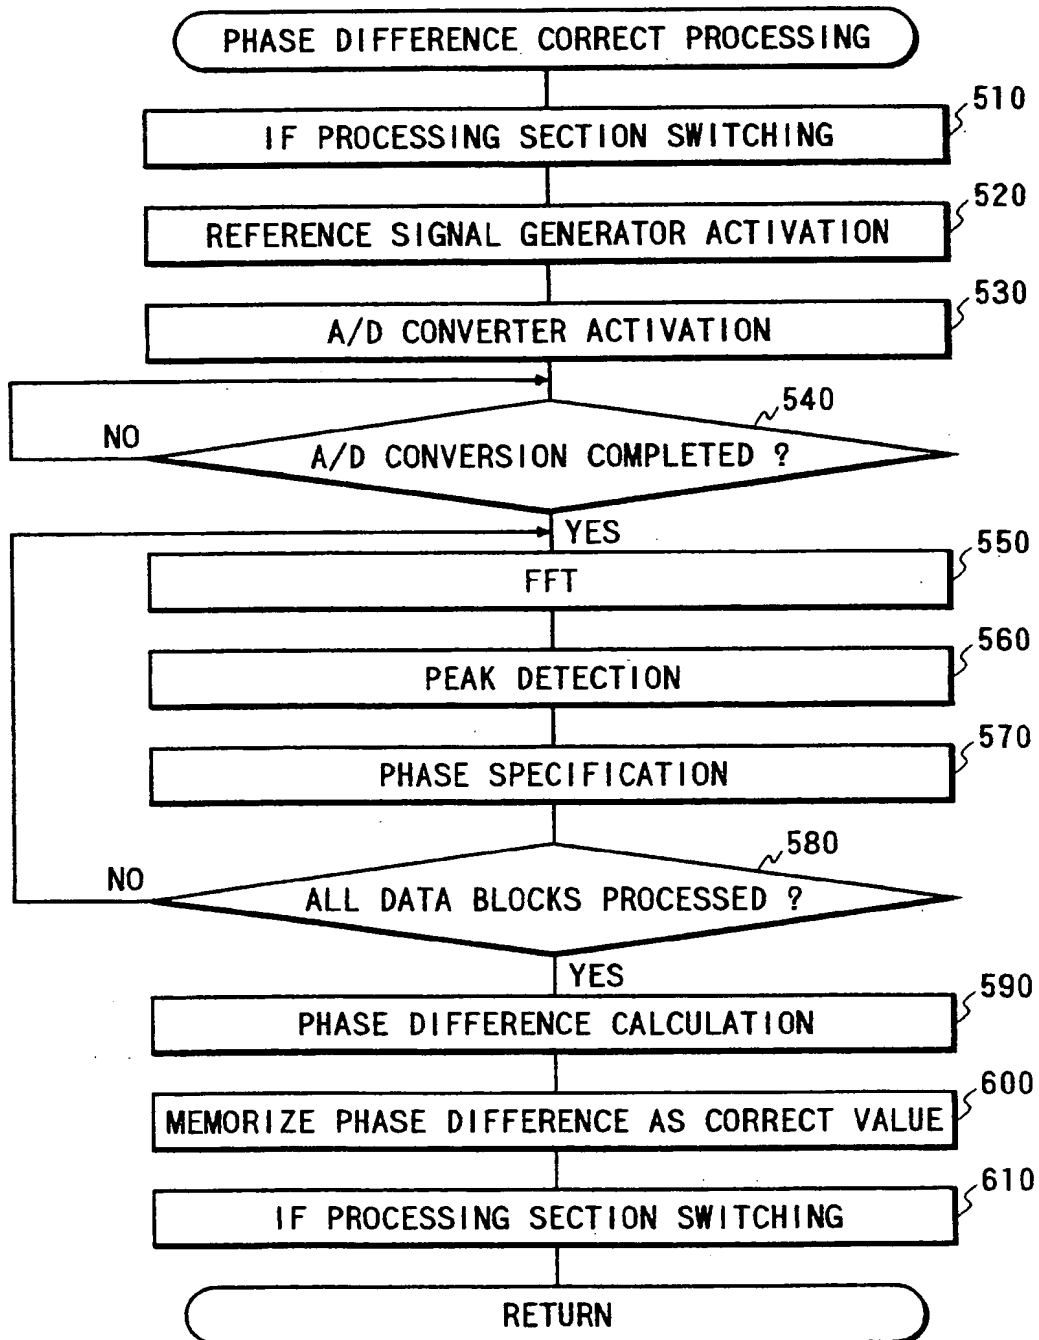 PHASE DIFFERENCE CORRECT PROCESSING
510
IF PROCESSING SECTION SWITCHING
520
REFERENCE SIGNAL GENERATOR ACTIVATION
530
A/D CONVERTER ACTIVATION
540
NO
A/D CONVERSION COMPLETED ?
YES
550
FFT
560
PEAK DETECTION
570
PHASE SPECIFICATION
580
NO
ALL DATA BLOCKS PROCESSED ?
YES
590
PHASE DIFFERENCE CALCULATION
600
MEMORIZE PHASE DIFFERENCE AS CORRECT VALUE
610
IF PROCESSING SECTION SWITCHING
RETURN